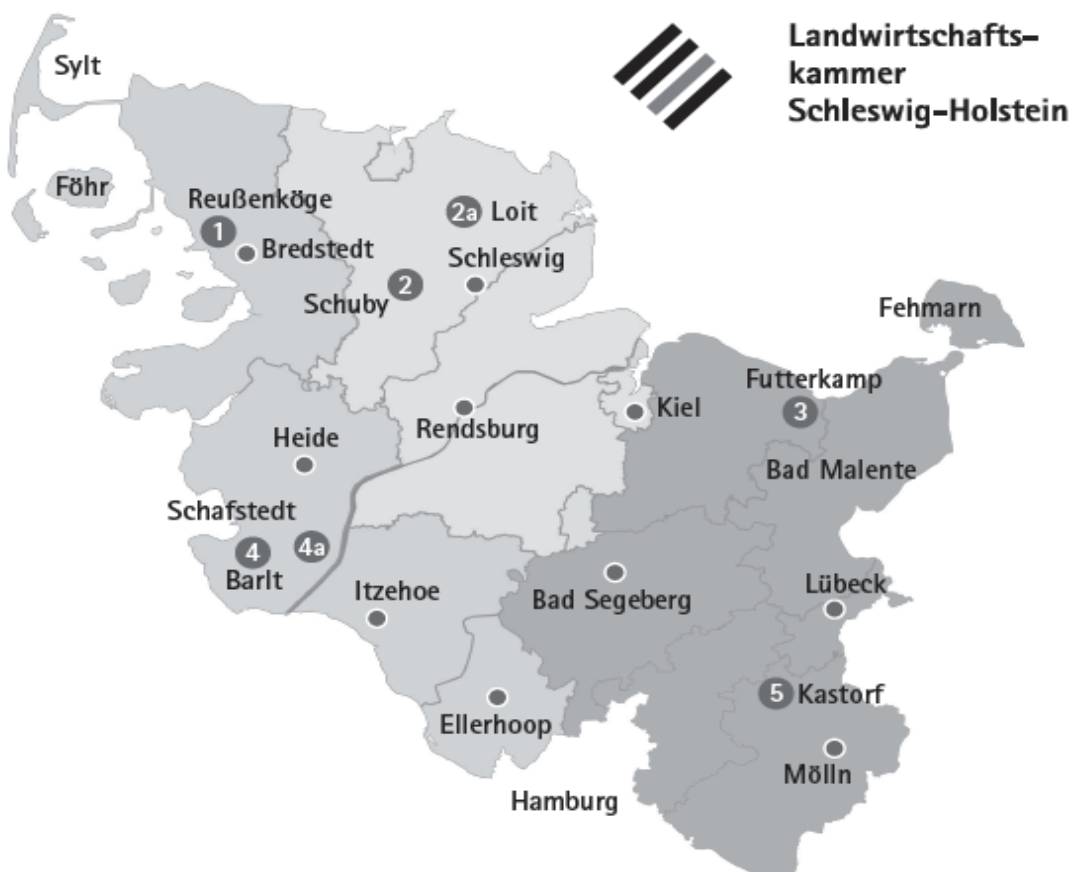 Landwirtschafts-
kammer
Schleswig-Holstein
Sylt
Föhr
Reußenköge
1
Bredstedt
2a Loit
Schleswig
2
Schuby
Fehmarn
Futterkamp
3
Kiel
Rendsburg
Heide
Bad Malente
Schafstedt
4
4a
Barlt
Itzehoe
Bad Segeberg
Lübeck
5 Kastorf
Ellerhoop
Mölln
Hamburg